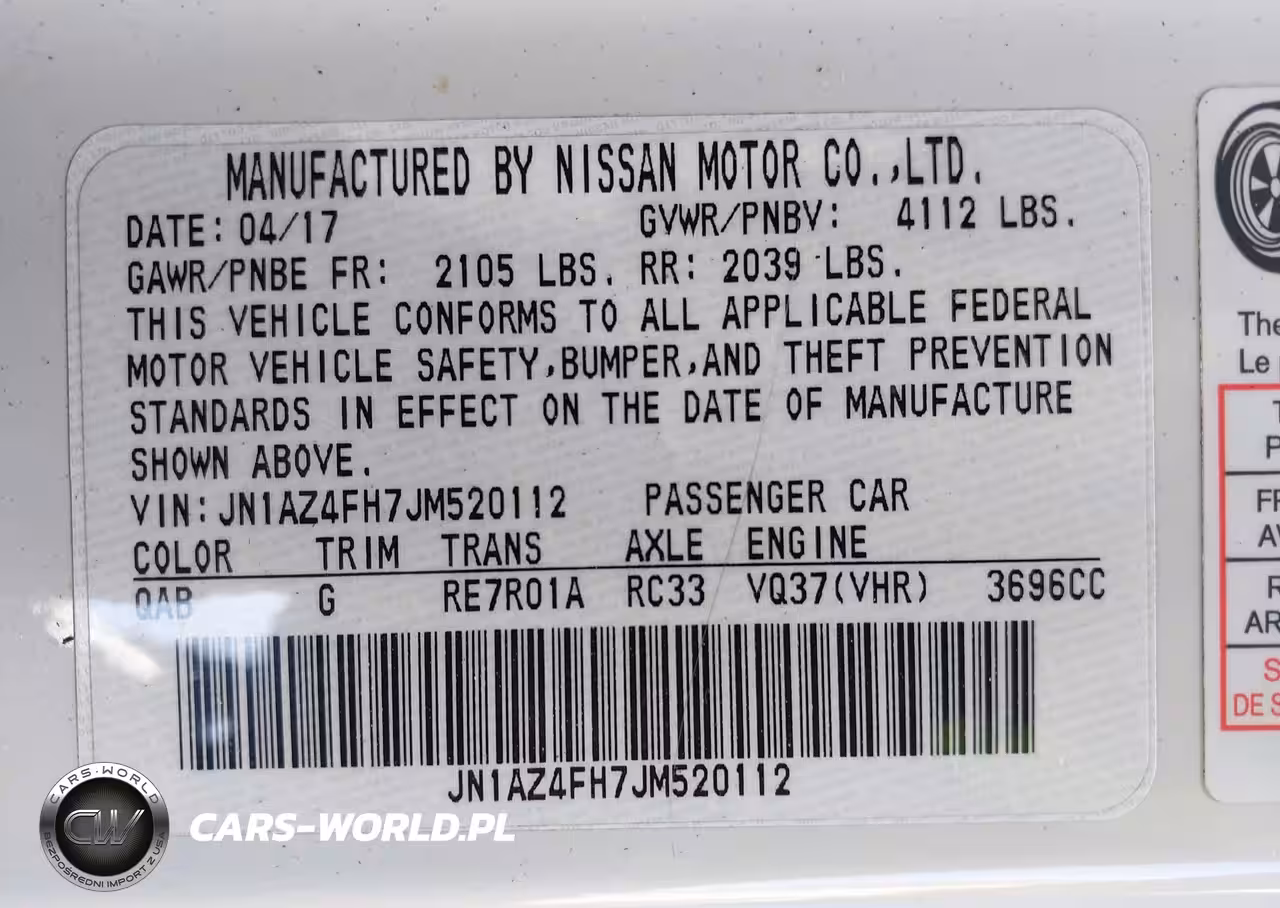 MANUFACTURED BY NISSAN MOTOR CO.,LTD.
DATE: 04/17 GVWR/PNBV: 4112 LBS.
GAWR/PNBE FR: 2105 LBS. RR: 2039 LBS.
THIS VEHICLE CONFORMS TO ALL APPLICABLE FEDERAL
MOTOR VEHICLE SAFETY,BUMPER,AND THEFT PREVENTION
STANDARDS IN EFFECT ON THE DATE OF MANUFACTURE
SHOWN ABOVE.
VIN:JN1AZ4FH7JM520112 PASSENGER CAR
COLOR TRIM TRANS AXLE ENGINE
QAB G RE7R01A RC33 VQ37(VHR) 3696CC
JN1AZ4FH7JM520112
The
Le
DE
CARS-WORLD
CW
BEZPOŚREDNI IMPORT Z USA
CARS-WORLD.PL